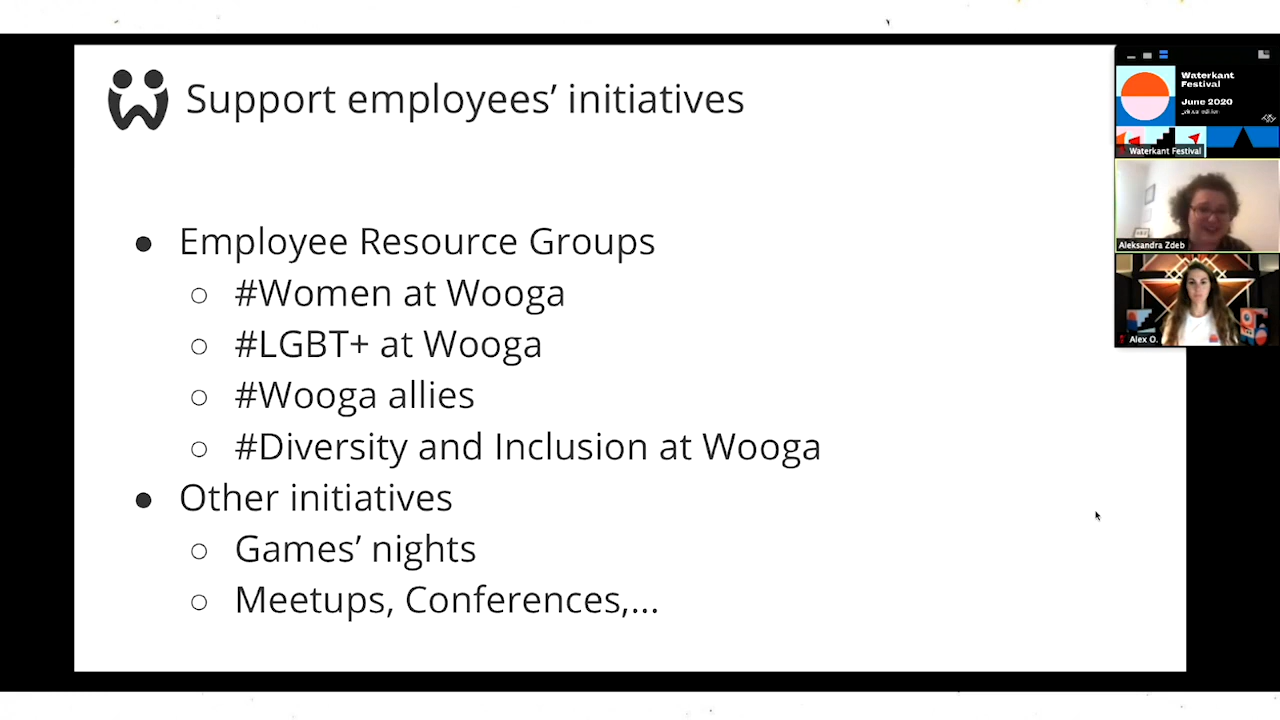 Support employees’ initiatives
● Employee Resource Groups
○ #Women at Wooga
○ #LGBT+ at Wooga
○ #Wooga allies
○ #Diversity and Inclusion at Wooga
● Other initiatives
○ Games’ nights
○ Meetups, Conferences,...
Waterkant
Festival
June 2020
Waterkant Festival
Aleksandra Zdeb
Alex O.